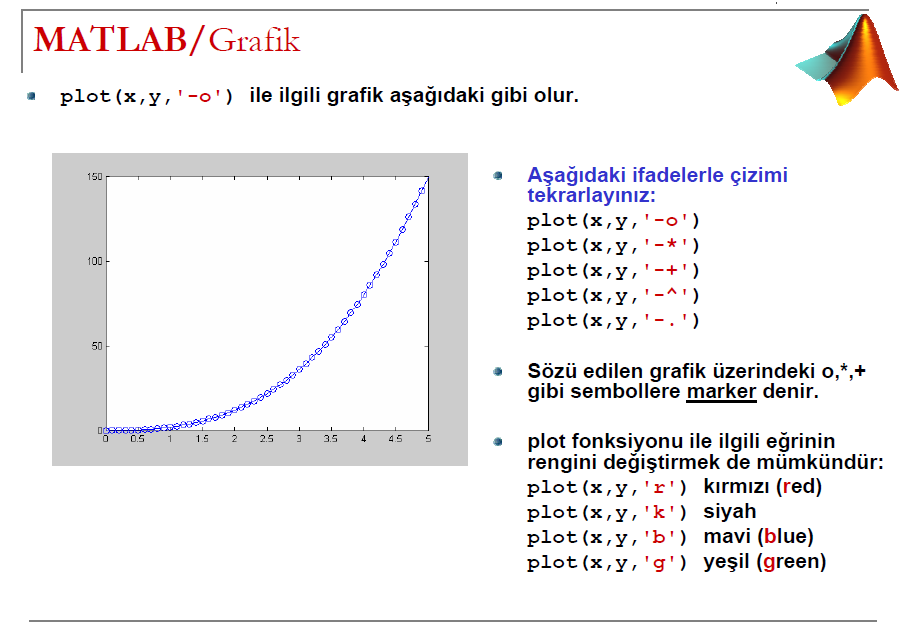 MATLAB/Grafik
plot(x,y,'-o') ile ilgili grafik aşağıdaki gibi olur.
150
100
50
0
0 0.5 1 1.5 2 2.5 3 3.5 4 4.5 5
Aşağıdaki ifadelerle çizimi
tekrarlayınız:
plot(x,y,'-o')
plot(x,y,'-*')
plot(x,y,'-+')
plot(x,y,'-^')
plot(x,y,'-.')
Sözü edilen grafik üzerindeki o,*,+
gibi sembollere marker denir.
plot fonksiyonu ile ilgili eğrinin
rengini değiştirmek de mümkündür:
plot(x,y,'r') kırmızı (red)
plot(x,y,'k') siyah
plot(x,y,'b') mavi (blue)
plot(x,y,'g') yeşil (green)